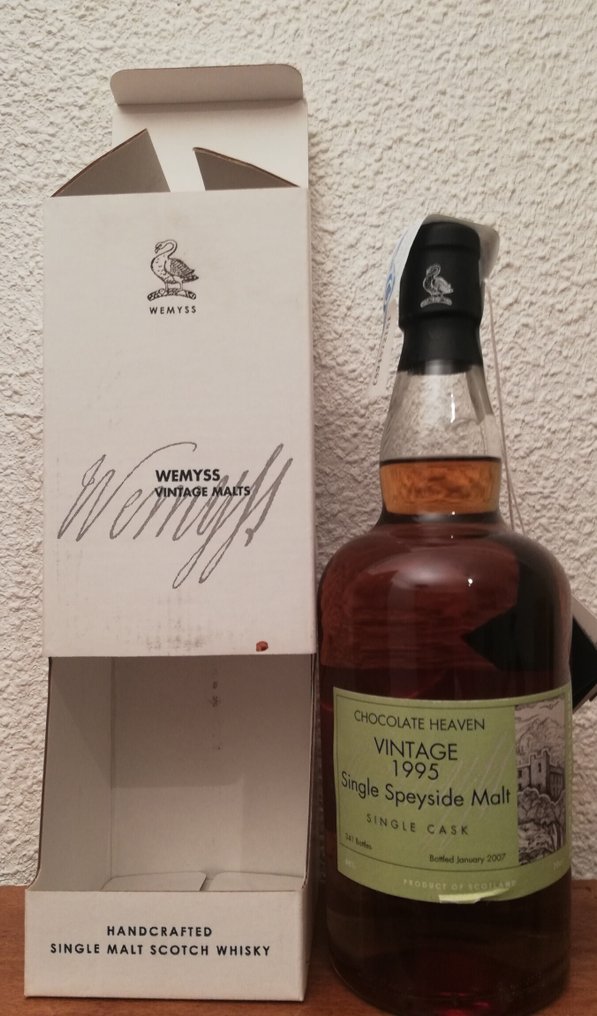 WEMYSS
Wemyss
WEMYSS
VINTAGE MALTS
HANDCRAFTED
SINGLE MALT SCOTCH WHISKY
CHOCOLATE HEAVEN
VINTAGE
1995
Single Speyside Malt
SINGLE CASK
Bottles
Bottled January 2007
PRODUCT OF SCOTLAND